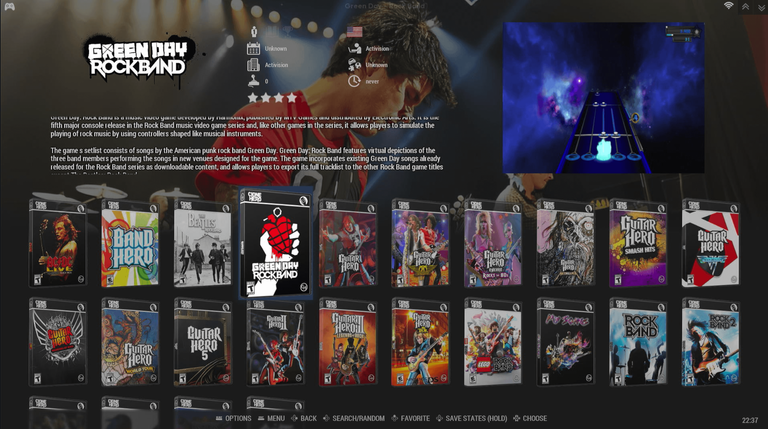 Green Day
GREEN DAY
ROCKBAND
Unknown
Activision
Activision
Unknown
0
never
Green Day: Rock Band is a music video game developed by Harmonix, published by MTV Games and distributed by Electronic Arts. It is the
fifth major console release in the Rock Band music video game series and, like other games in the series, it allows players to simulate the
playing of rock music by using controllers shaped like musical instruments.
The game s setlist consists of songs by the American punk rock band Green Day. Green Day: Rock Band features virtual depictions of the
three band members performing the songs in new venues designed for the game. The game incorporates existing Green Day songs already
released for the Rock Band series as downloadable content, and allows players to export its full tracklist to the other Rock Band game titles
LIVE
BAND HERO
THE BEATLES
GREEN DAY
ROCKBAND
Guitar Hero
Guitar Hero
Guitar Hero
ROCKS THE 80s
Guitar Hero
SMASH HITS
GUITAR HERO
VAN HALEN
Guitar Hero
GUITAR HERO
5
Guitar Hero II
Guitar Hero III
Guitar Hero
LEGO
ROCK BAND
ROCK BAND
ROCK BAND 2
OPTIONS MENU BACK SEARCH/RANDOM FAVORITE SAVE STATES (HOLD) CHOOSE
22:37